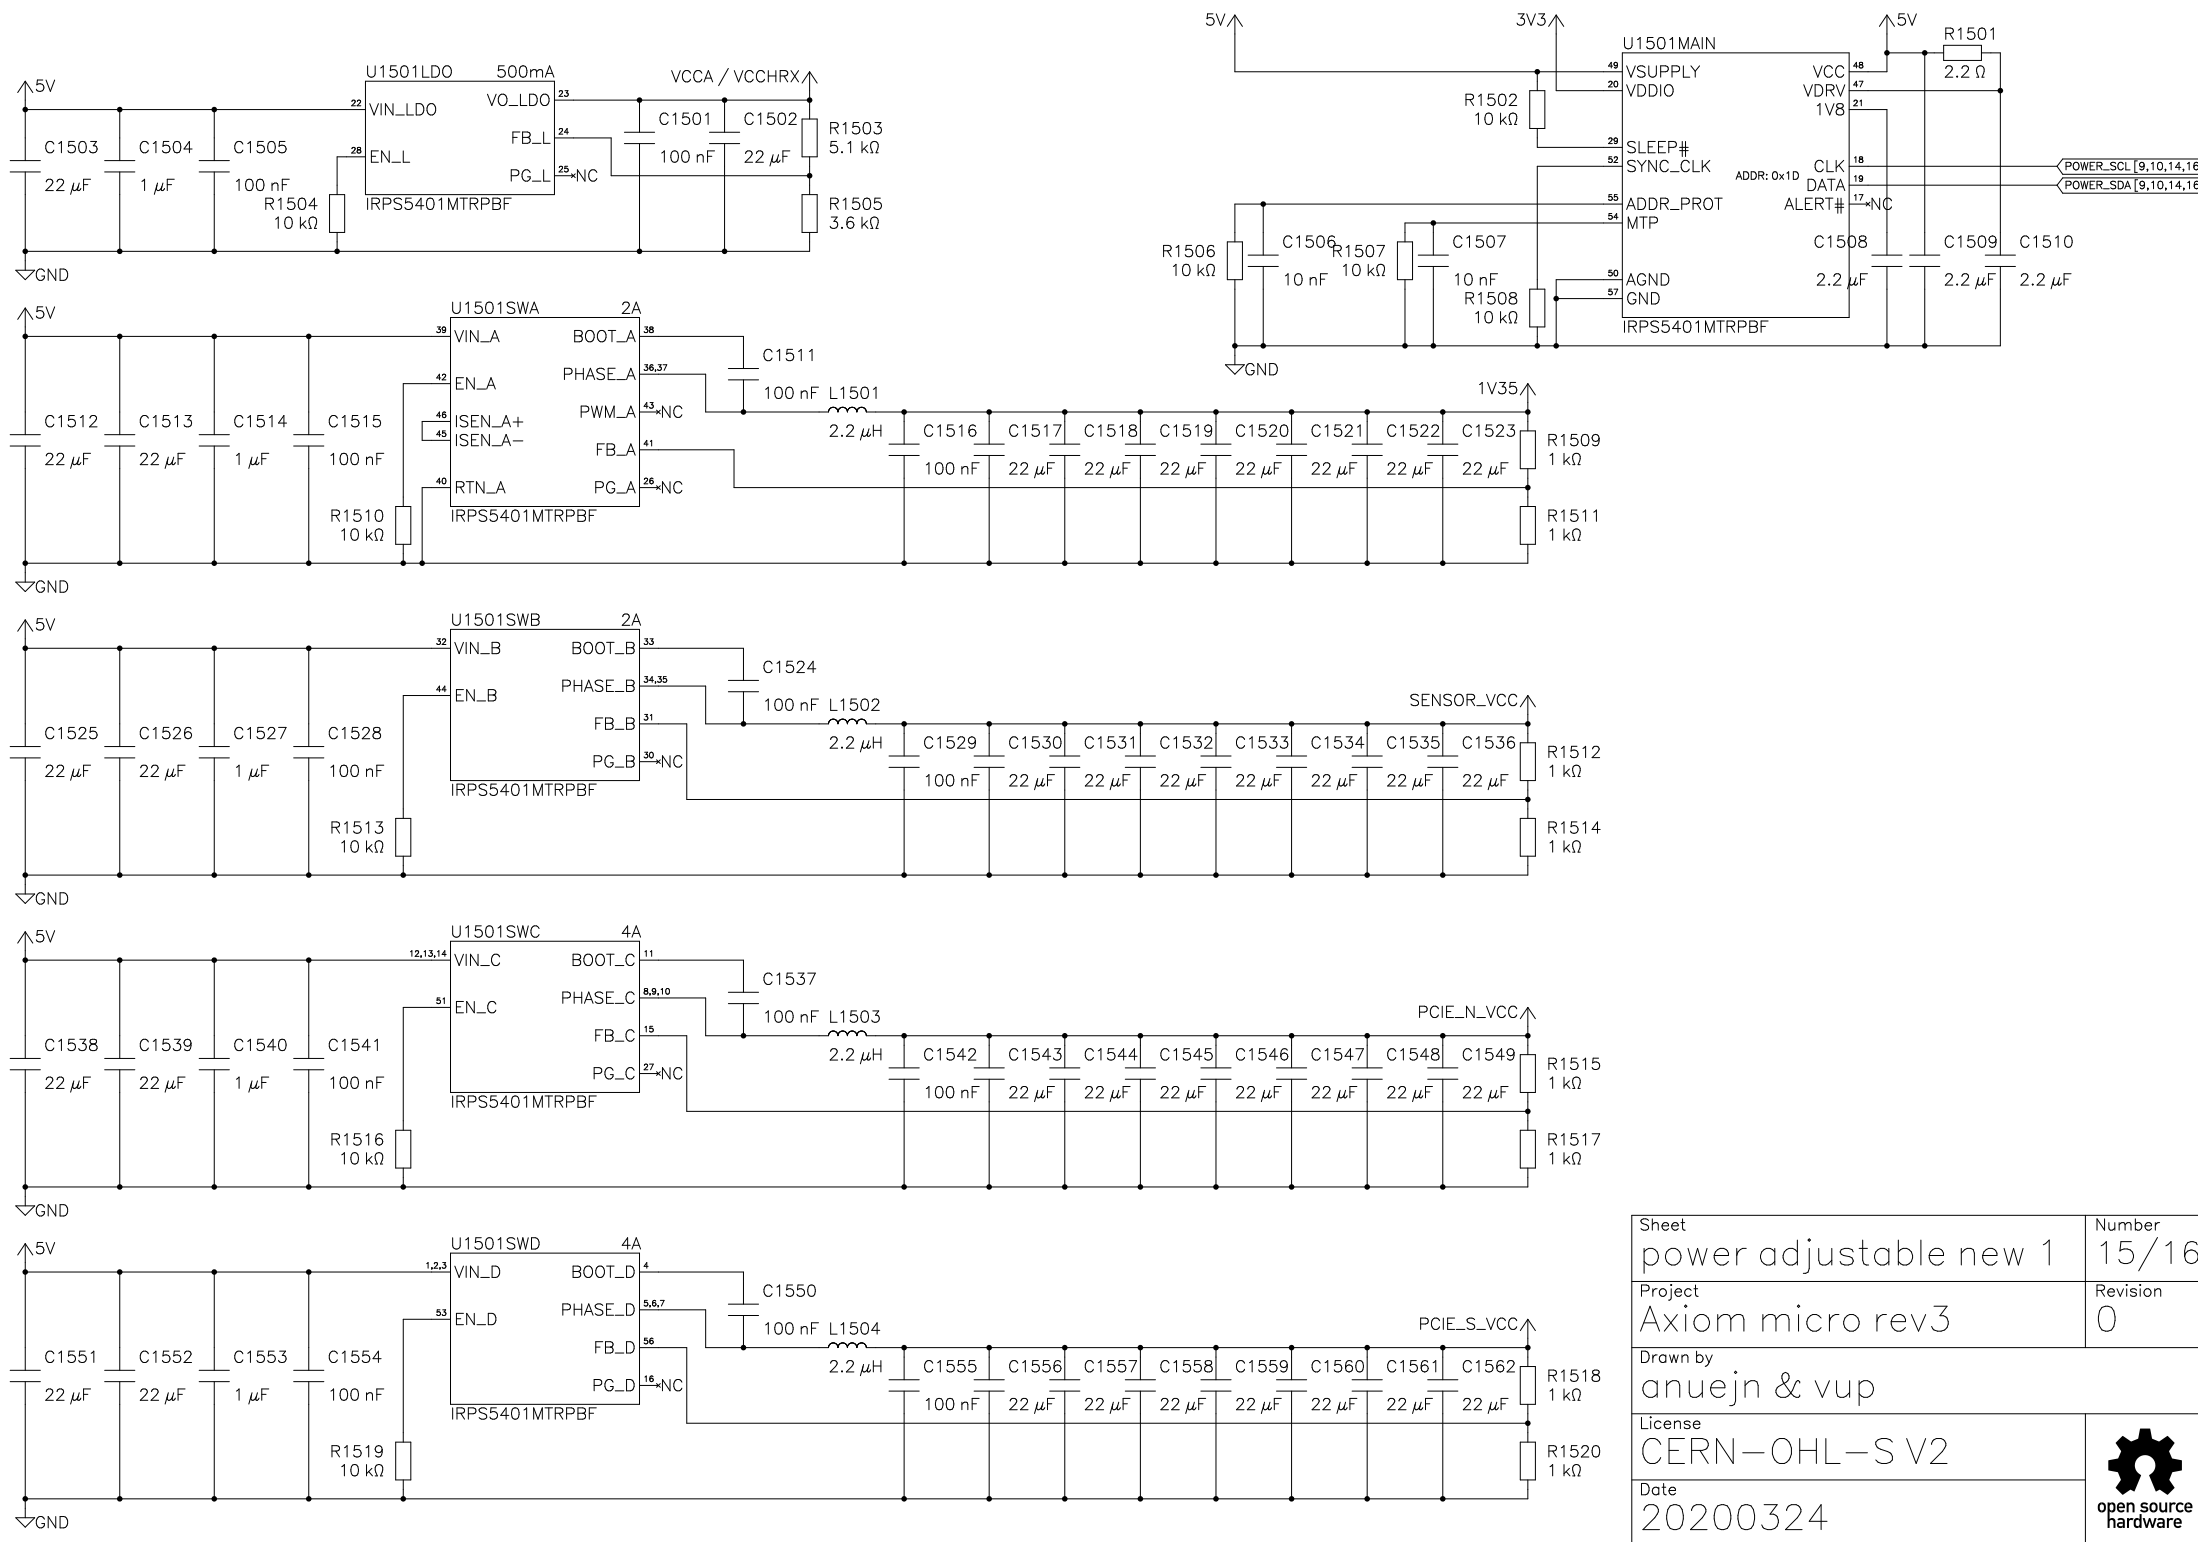 5V
U1501LDO 500mA
VCCA / VCCHRX
22 VIN_LDO
VO_LDO 23
FB_L 24
28 EN_L
PG_L 25 NC
IRPS5401MTRPBF
C1503
22 µF
C1504
1 µF
C1505
100 nF
R1504
10 kΩ
C1501
100 nF
C1502
22 µF
R1503
5.1 kΩ
R1505
3.6 kΩ
GND
5V
3V3
5V
U1501MAIN
R1501
2.2 Ω
49 VSUPPLY
20 VDDIO
29 SLEEP#
52 SYNC_CLK
55 ADDR_PROT
54 MTP
50 AGND
57 GND
VCC 48
VDRV 47
1V8 21
CLK 18
ADDR: 0x1D
DATA 19
ALERT# 17 NC
IRPS5401MTRPBF
POWER_SCL [9,10,14,16
POWER_SDA [9,10,14,16
R1502
10 kΩ
R1506
10 kΩ
C1506
10 nF
R1507
10 kΩ
C1507
10 nF
R1508
10 kΩ
C1508
2.2 µF
C1509
2.2 µF
C1510
2.2 µF
GND
5V
U1501SWA 2A
39 VIN_A
42 EN_A
46 ISEN_A+
45 ISEN_A-
40 RTN_A
BOOT_A 38
PHASE_A 36,37
PWM_A 43 NC
FB_A 41
PG_A 26 NC
IRPS5401MTRPBF
C1512
22 µF
C1513
22 µF
C1514
1 µF
C1515
100 nF
R1510
10 kΩ
C1511
100 nF
L1501
2.2 µH
1V35
C1516
100 nF
C1517
22 µF
C1518
22 µF
C1519
22 µF
C1520
22 µF
C1521
22 µF
C1522
22 µF
C1523
22 µF
R1509
1 kΩ
R1511
1 kΩ
GND
5V
U1501SWB 2A
32 VIN_B
44 EN_B
BOOT_B 33
PHASE_B 34,35
FB_B 31
PG_B 30 NC
IRPS5401MTRPBF
C1525
22 µF
C1526
22 µF
C1527
1 µF
C1528
100 nF
R1513
10 kΩ
C1524
100 nF
L1502
2.2 µH
SENSOR_VCC
C1529
100 nF
C1530
22 µF
C1531
22 µF
C1532
22 µF
C1533
22 µF
C1534
22 µF
C1535
22 µF
C1536
22 µF
R1512
1 kΩ
R1514
1 kΩ
GND
5V
U1501SWC 4A
12,13,14 VIN_C
51 EN_C
BOOT_C 11
PHASE_C 8,9,10
FB_C 15
PG_C 27 NC
IRPS5401MTRPBF
C1538
22 µF
C1539
22 µF
C1540
1 µF
C1541
100 nF
R1516
10 kΩ
C1537
100 nF
L1503
2.2 µH
PCIE_N_VCC
C1542
100 nF
C1543
22 µF
C1544
22 µF
C1545
22 µF
C1546
22 µF
C1547
22 µF
C1548
22 µF
C1549
22 µF
R1515
1 kΩ
R1517
1 kΩ
GND
5V
U1501SWD 4A
1,2,3 VIN_D
53 EN_D
BOOT_D 4
PHASE_D 5,6,7
FB_D 56
PG_D 16 NC
IRPS5401MTRPBF
C1551
22 µF
C1552
22 µF
C1553
1 µF
C1554
100 nF
R1519
10 kΩ
C1550
100 nF
L1504
2.2 µH
PCIE_S_VCC
C1555
100 nF
C1556
22 µF
C1557
22 µF
C1558
22 µF
C1559
22 µF
C1560
22 µF
C1561
22 µF
C1562
22 µF
R1518
1 kΩ
R1520
1 kΩ
GND
Sheet
power adjustable new 1
Number
15/16
Project
Axiom micro rev3
Revision
0
Drawn by
anuejn & vup
License
CERN-OHL-S V2
Date
20200324
open source
hardware